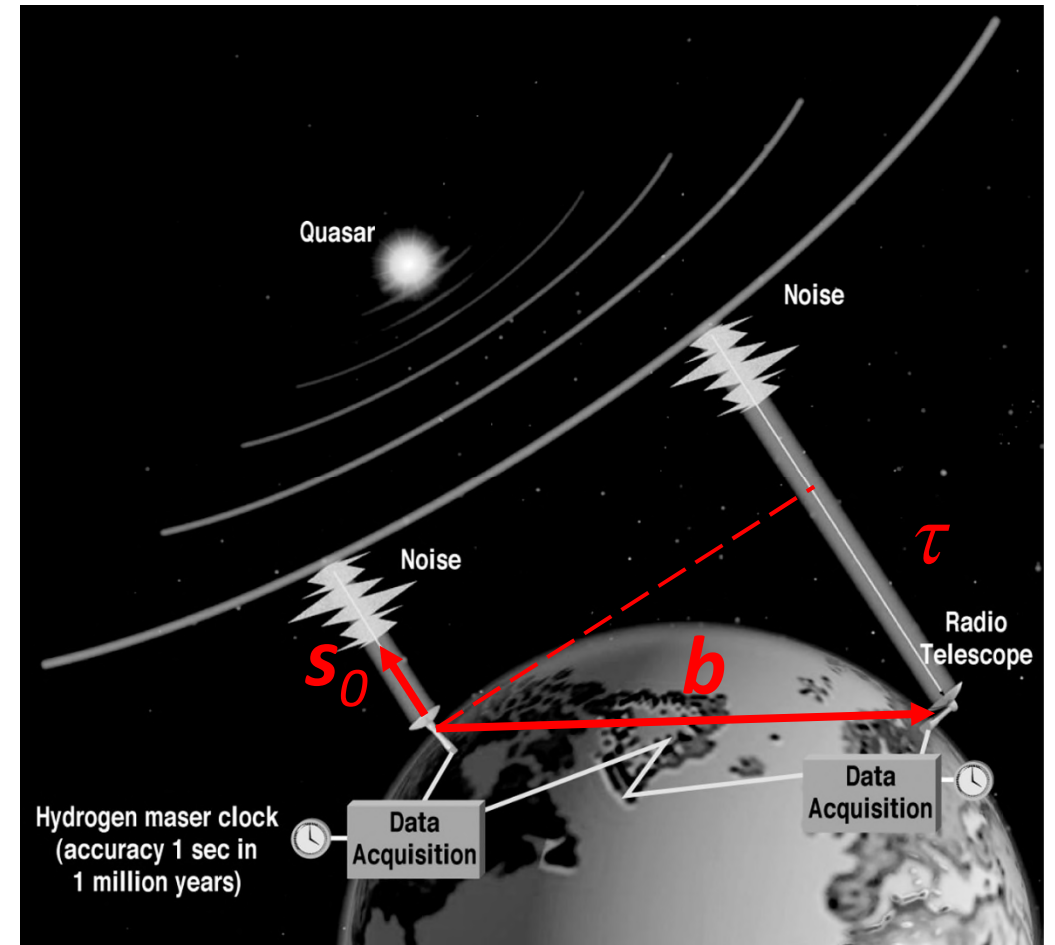 Quasar
Noise
Noise
τ
s0
b
Radio
Telescope
Hydrogen maser clock
(accuracy 1 sec in
1 million years)
Data
Acquisition
Data
Acquisition